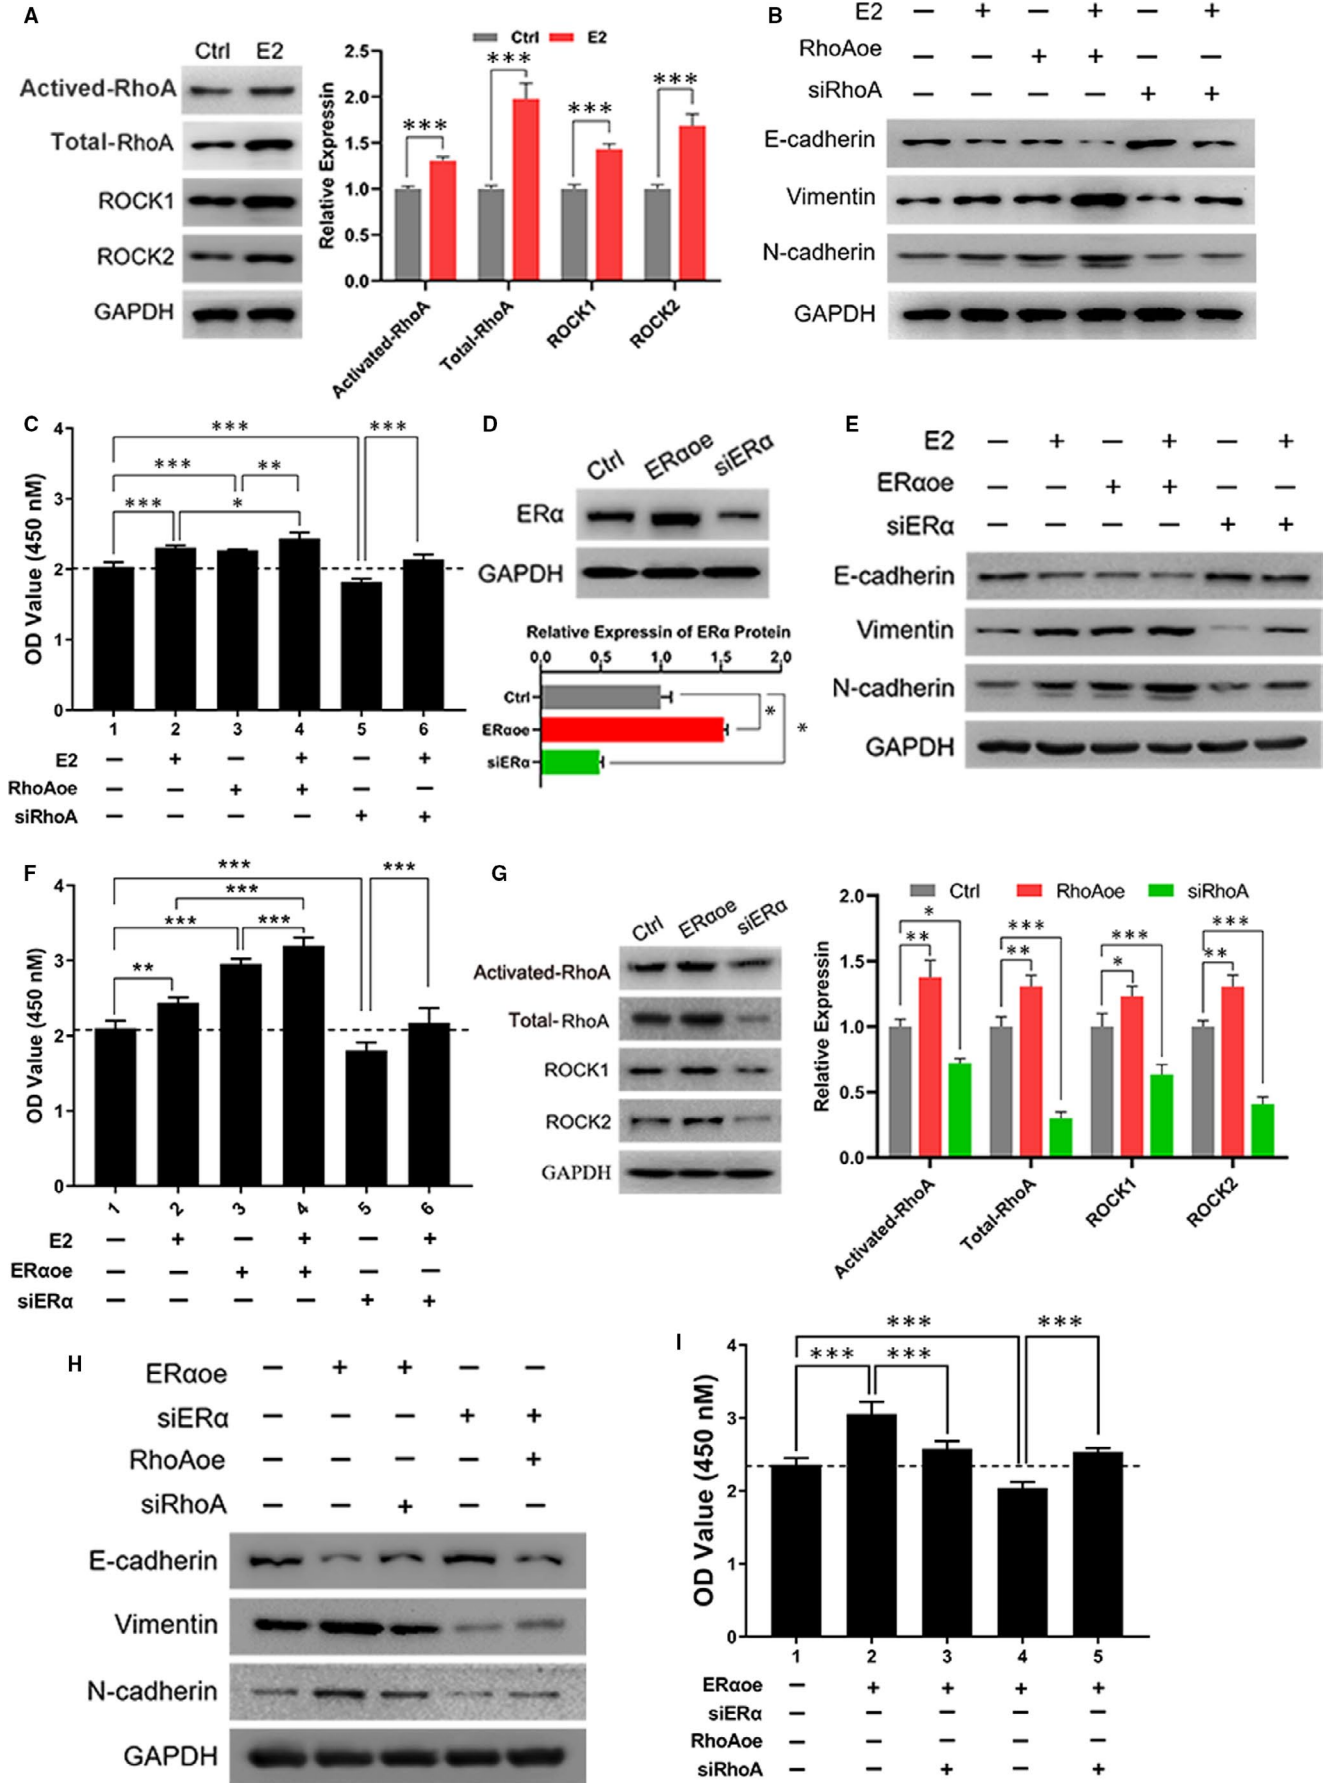 A
Ctrl E2
Actived-RhoA
Total-RhoA
ROCK1
ROCK2
GAPDH
Ctrl E2
Relative Expressin
2.5
2.0
1.5
1.0
0.5
0.0
*** *** *** ***
Activated-RhoA Total-RhoA ROCK1 ROCK2
B
E2 − + − + − +
RhoAoe − − + + − −
siRhoA − − − − + +
E-cadherin
Vimentin
N-cadherin
GAPDH
C
OD Value (450 nM)
4
3
2
1
0
*** ***
*** **
*** *
1 2 3 4 5 6
E2 − + − + − +
RhoAoe − − + + − −
siRhoA − − − − + +
D
Ctrl ERαoe siERα
ERα
GAPDH
Relative Expressin of ERα Protein
0.0 0.5 1.0 1.5 2.0
Ctrl
ERαoe
siERα
* *
E
E2 − + − + − +
ERαoe − − + + − −
siERα − − − − + +
E-cadherin
Vimentin
N-cadherin
GAPDH
F
OD Value (450 nM)
4
3
2
1
0
*** ***
***
*** ***
**
1 2 3 4 5 6
E2 − + − + − +
ERαoe − − + + − −
siERα − − − − + +
G
Ctrl ERαoe siERα
Activated-RhoA
Total-RhoA
ROCK1
ROCK2
GAPDH
Ctrl RhoAoe siRhoA
Relative Expressin
2.0
1.5
1.0
0.5
0.0
* *** *** ***
** ** * **
Activated-RhoA Total-RhoA ROCK1 ROCK2
H
ERαoe − + + − −
siERα − − − + +
RhoAoe − − − − +
siRhoA − − + − −
E-cadherin
Vimentin
N-cadherin
GAPDH
I
OD Value (450 nM)
4
3
2
1
0
*** ***
*** ***
1 2 3 4 5
ERαoe − + + + +
siERα − − − − −
RhoAoe − − − − −
siRhoA − − + − +